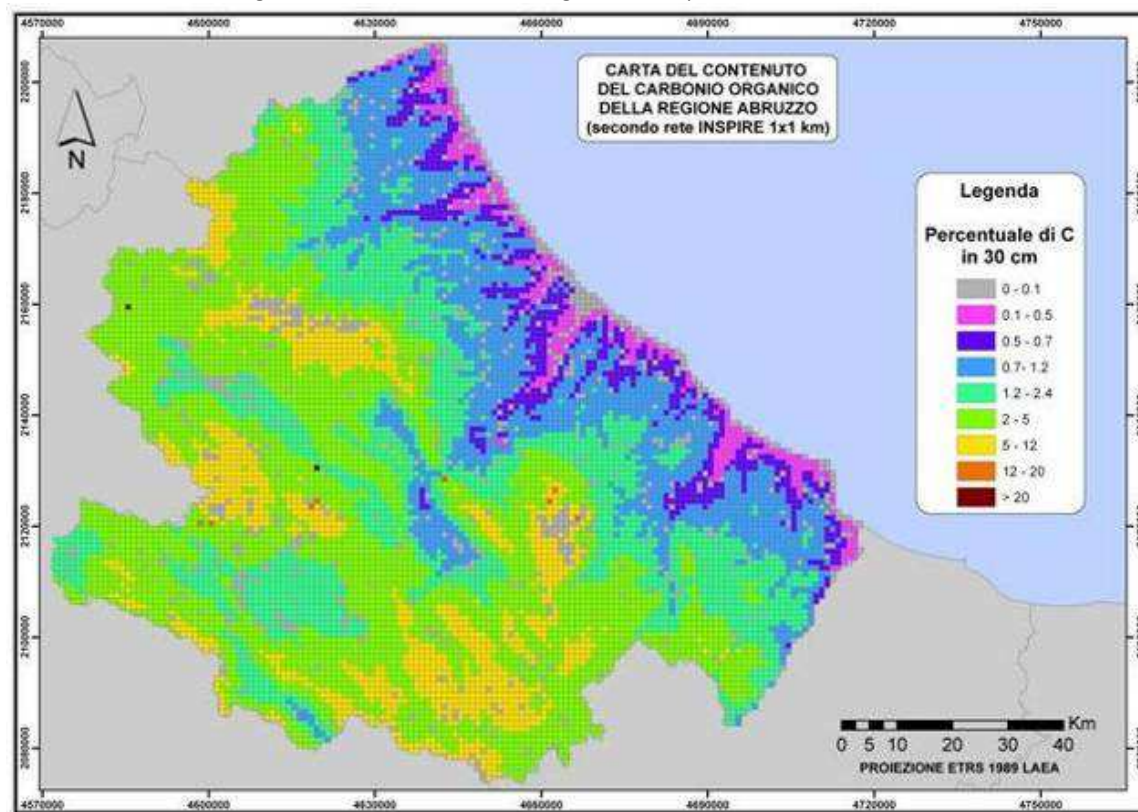 4570000 4600000 4630000 4660000 4690000 4720000 4750000
CARTA DEL CONTENUTO
DEL CARBONIO ORGANICO
DELLA REGIONE ABRUZZO
(secondo rete INSPIRE 1x1 km)
N
2200000
2180000
2160000
2140000
2120000
2100000
2080000
Legenda
Percentuale di C
in 30 cm
0 - 0.1
0.1 - 0.5
0.5 - 0.7
0.7- 1.2
1.2 - 2.4
2 - 5
5 - 12
12 - 20
> 20
Km
0 5 10 20 30 40
PROIEZIONE ETRS 1989 LAEA
4570000 4600000 4630000 4660000 4690000 4720000 4750000